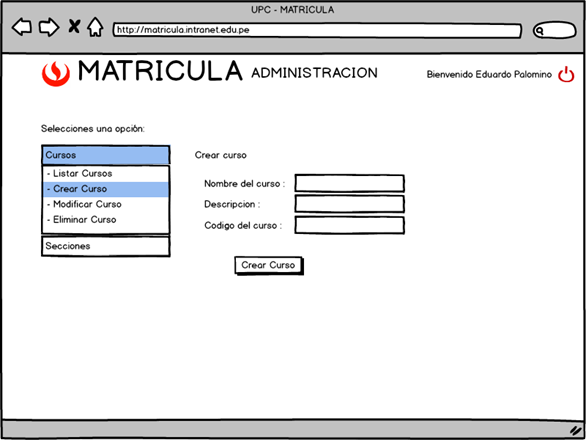 UPC - MATRICULA
http://matricula.intranet.edu.pe
MATRICULA ADMINISTRACION
Bienvenido Eduardo Palomino
Selecciones una opción:
Cursos
- Listar Cursos
- Crear Curso
- Modificar Curso
- Eliminar Curso
Secciones
Crear curso
Nombre del curso :
Descripcion :
Codigo del curso :
Crear Curso